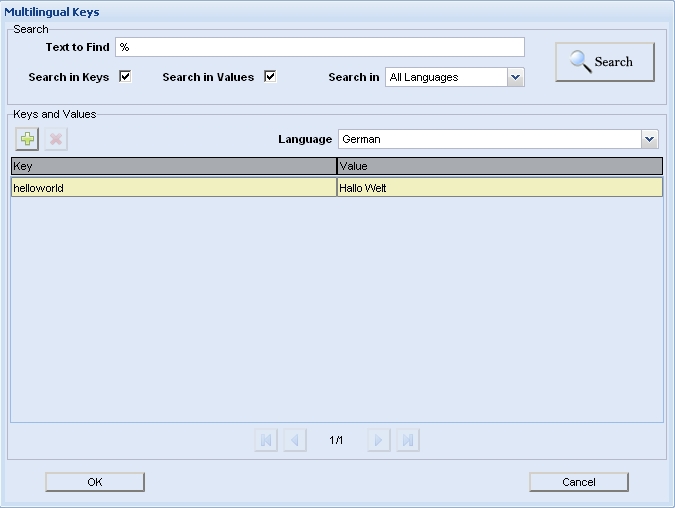 Multilingual Keys
Search
Text to Find %
Search
Search in Keys Search in Values Search in All Languages
Keys and Values
Language German
Key Value
helloworld Hallo Welt
1/1
OK Cancel